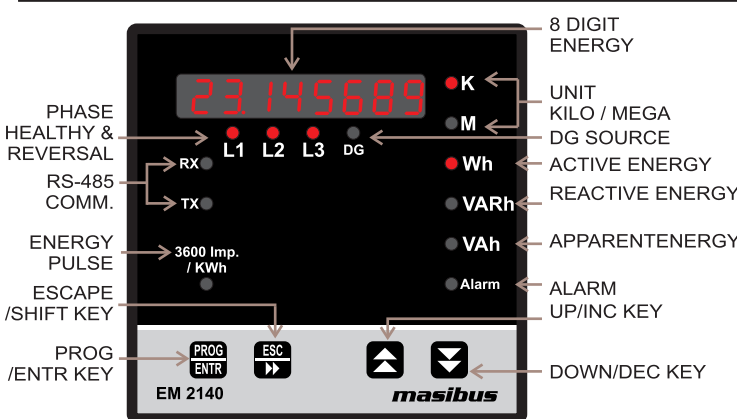 8 DIGIT
ENERGY
23.145689
K
M
UNIT
KILO / MEGA
DG SOURCE
PHASE
HEALTHY &
REVERSAL
L1 L2 L3 DG
RX
RS-485
COMM.
TX
Wh
ACTIVE ENERGY
VARh
REACTIVE ENERGY
VAh
APPARENTENERGY
ENERGY
PULSE
3600 Imp.
/ KWh
Alarm
ALARM
ESCAPE
/SHIFT KEY
UP/INC KEY
PROG
/ENTR KEY
PROG
ENTR
ESC
DOWN/DEC KEY
EM 2140
masibus